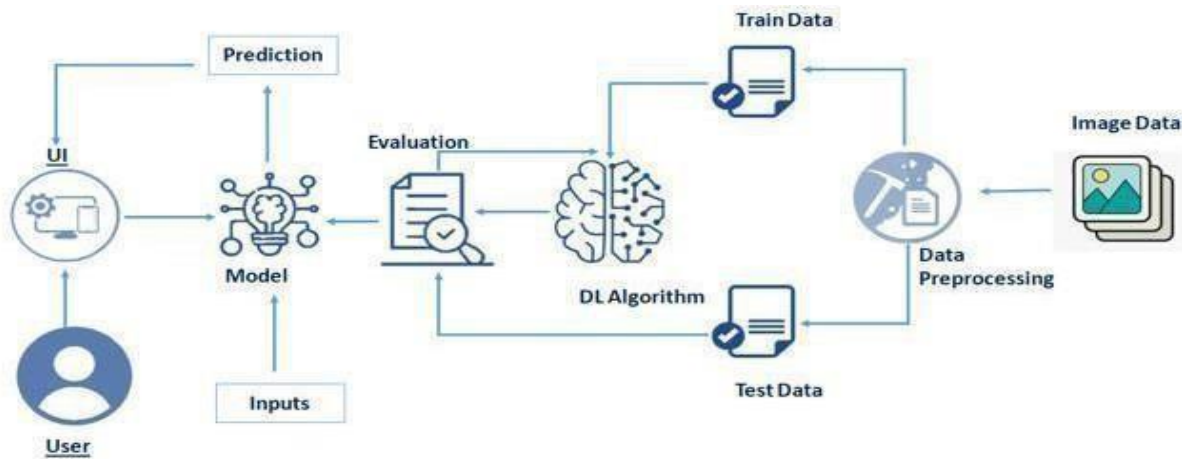 Train Data
Prediction
Image Data
Evaluation
UI
Data
Preprocessing
Model
DL Algorithm
Test Data
Inputs
User